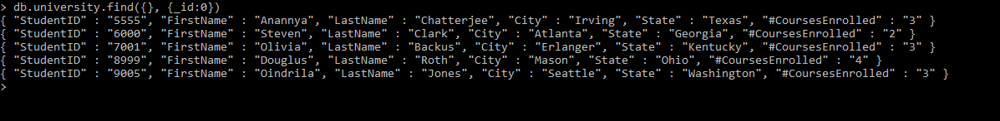 > db.university.find({}, {_id:0})
{ "StudentID" : "5555", "FirstName" : "Anannya", "LastName" : "Chatterjee", "City" : "Irving", "State" : "Texas", "#CoursesEnrolled" : "3" }
{ "StudentID" : "6000", "FirstName" : "Steven", "LastName" : "Clark", "City" : "Atlanta", "State" : "Georgia", "#CoursesEnrolled" : "2" }
{ "StudentID" : "7001", "FirstName" : "Olivia", "LastName" : "Backus", "City" : "Erlanger", "State" : "Kentucky", "#CoursesEnrolled" : "3" }
{ "StudentID" : "8999", "FirstName" : "Douglus", "LastName" : "Roth", "City" : "Mason", "State" : "Ohio", "#CoursesEnrolled" : "4" }
{ "StudentID" : "9005", "FirstName" : "Oindrila", "LastName" : "Jones", "City" : "Seattle", "State" : "Washington", "#CoursesEnrolled" : "3" }
>